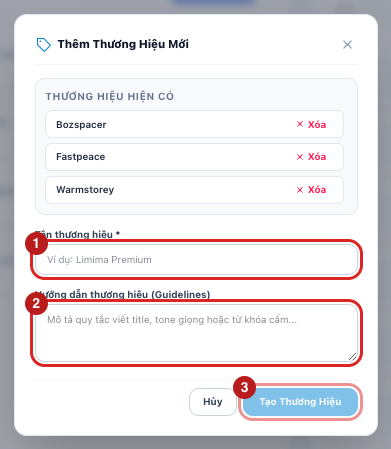 Thêm Thương Hiệu Mới
THƯƠNG HIỆU HIỆN CÓ
Bozspacer × Xóa
Fastpeace × Xóa
Warmstorey × Xóa
1
Tên thương hiệu *
Ví dụ: Limima Premium
2
Hướng dẫn thương hiệu (Guidelines)
Mô tả quy tắc viết title, tone giọng hoặc từ khóa cấm...
3
Hủy Tạo Thương Hiệu